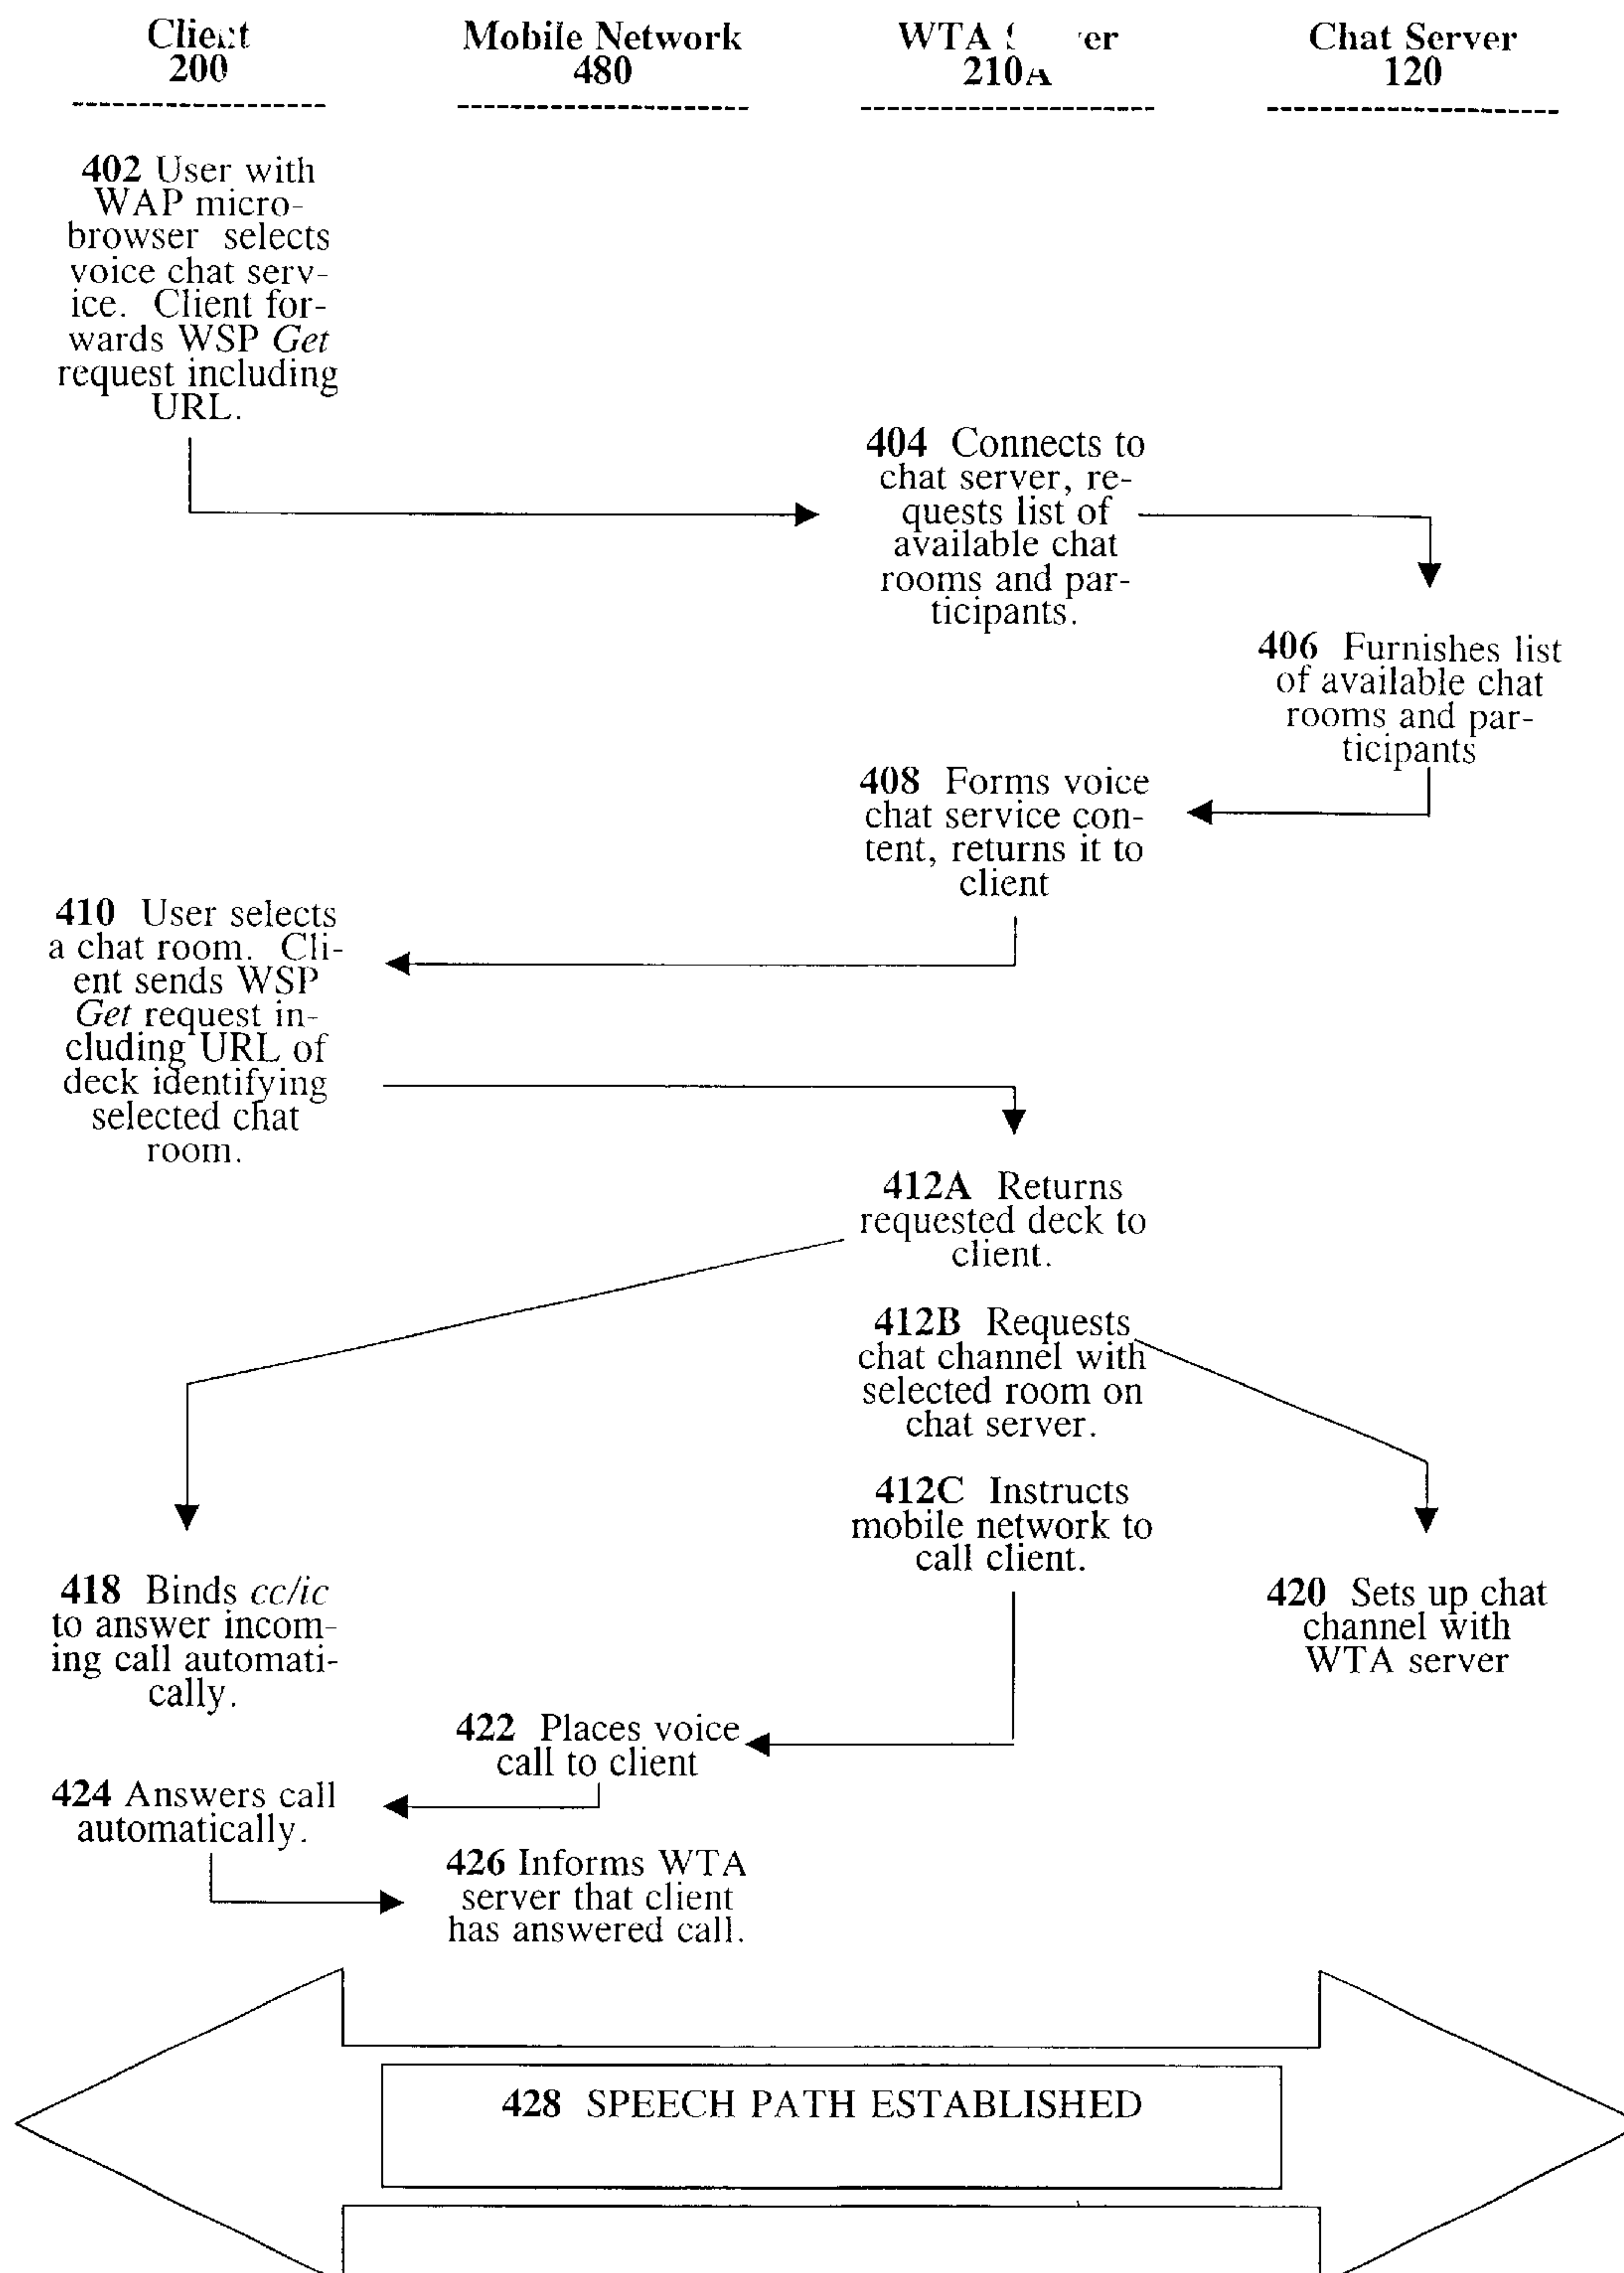 Client
200
Mobile Network
480
WTA
210A
Chat Server
120
402 User with
WAP micro-
browser selects
voice chat serv-
ice. Client for-
wards WSP Get
request including
URL.
404 Connects to
chat server, re-
quests list of
available chat
rooms and par-
ticipants.
406 Furnishes list
of available chat
rooms and par-
ticipants
408 Forms voice
chat service con-
tent, returns it to
client
410 User selects
a chat room. Cli-
ent sends WSP
Get request in-
cluding URL of
deck identifying
selected chat
room.
412A Returns
requested deck to
client.
412B Requests
chat channel with
selected room on
chat server.
412C Instructs
mobile network to
call client.
418 Binds cc/ic
to answer incom-
ing call automati-
cally.
420 Sets up chat
channel with
WTA server
422 Places voice
call to client
424 Answers call
automatically.
426 Informs WTA
server that client
has answered call.
428 SPEECH PATH ESTABLISHED